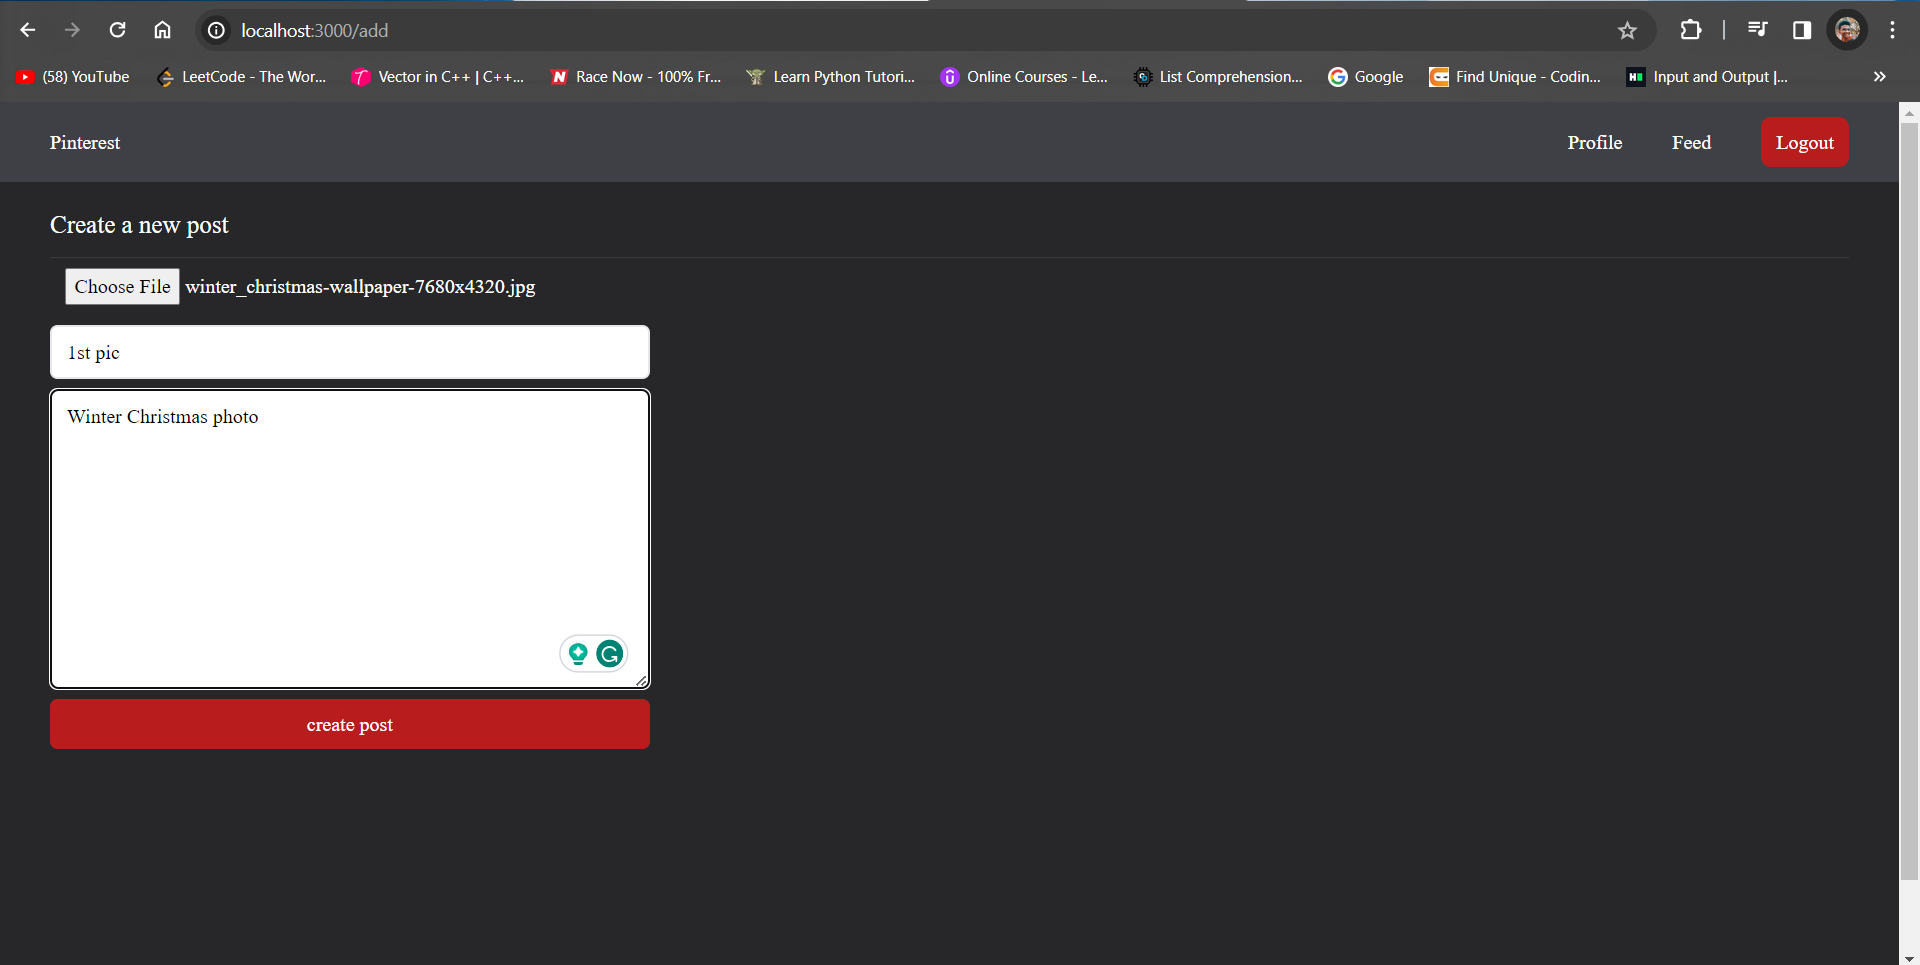 localhost:3000/add
(58) YouTube LeetCode - The Wor... Vector in C++ | C++... Race Now - 100% Fr... Learn Python Tutori... Online Courses - Le... List Comprehension... Google Find Unique - Codin... Input and Output |...
Pinterest Profile Feed Logout
Create a new post
Choose File winter_christmas-wallpaper-7680x4320.jpg
1st pic
Winter Christmas photo
create post